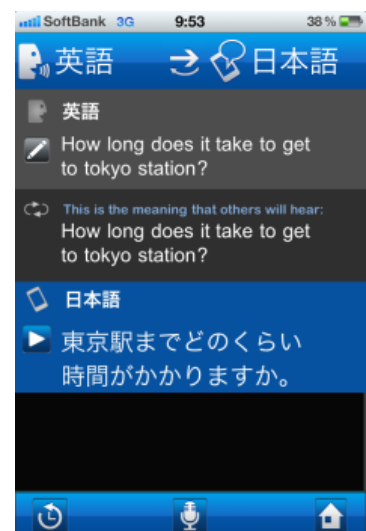 SoftBank 3G 9:53 38%
英語 日本語
英語
How long does it take to get
to tokyo station?
This is the meaning that others will hear:
How long does it take to get
to tokyo station?
日本語
東京駅までどのくらい
時間がかかりますか。